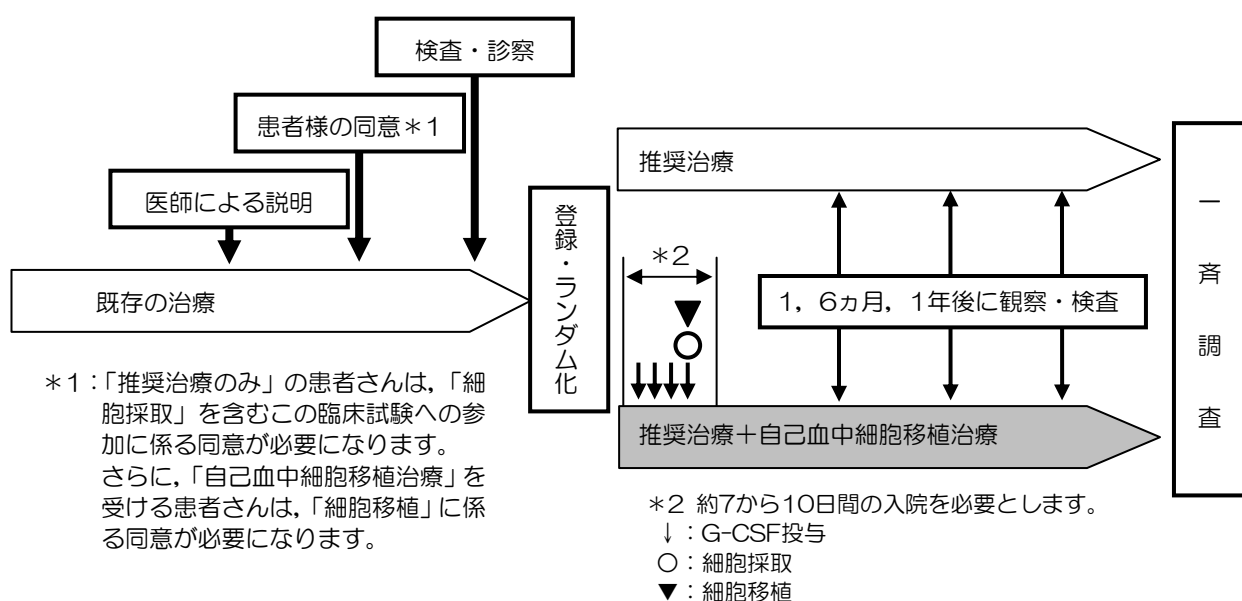 検査・診察
患者様の同意＊1
医師による説明
既存の治療
登録・ランダム化
推奨治療
＊2
1，6ヵ月，1年後に観察・検査
推奨治療＋自己血中細胞移植治療
一斉調査
＊1：「推奨治療のみ」の患者さんは，「細
胞採取」を含むこの臨床試験への参
加に係る同意が必要になります。
さらに，「自己血中細胞移植治療」を
受ける患者さんは，「細胞移植」に係
る同意が必要になります。
＊2 約7から10日間の入院を必要とします。
↓：G-CSF投与
○：細胞採取
▼：細胞移植